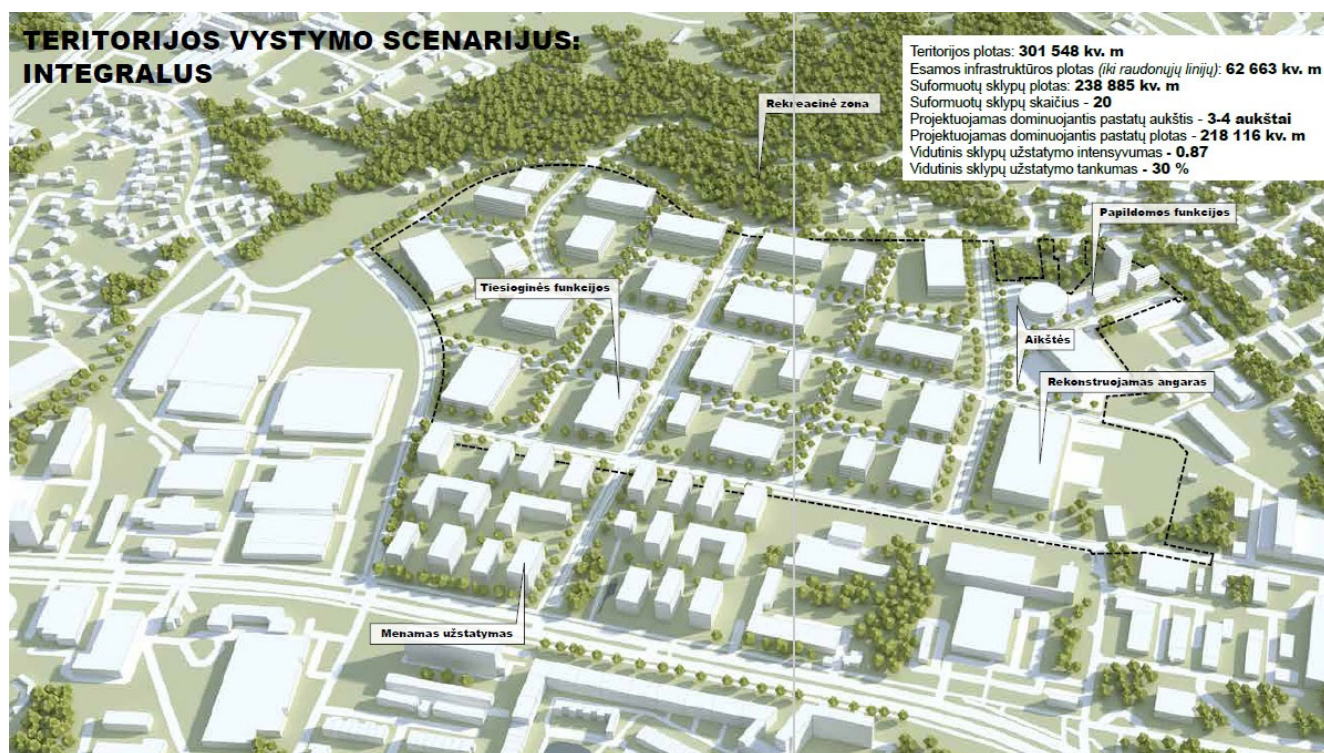 TERITORIJOS VYSTYMO SCENARIJUS:
INTEGRALUS
Teritorijos plotas: 301 548 kv. m
Esamos infrastruktūros plotas (iki raudonųjų linijų): 62 663 kv. m
Suformuotų sklypų plotas: 238 885 kv. m
Suformuotų sklypų skaičius - 20
Projektuojamas dominuojantis pastatų aukštis - 3-4 aukštai
Projektuojamas dominuojantis pastatų plotas - 218 116 kv. m
Vidutinis sklypų užstatymo intensyvumas - 0.87
Vidutinis sklypų užstatymo tankumas - 30 %
Rekreacinė zona
Papildomos funkcijos
Tiesioginės funkcijos
Aikštės
Rekonstruojamas angaras
Menamas užstatymas